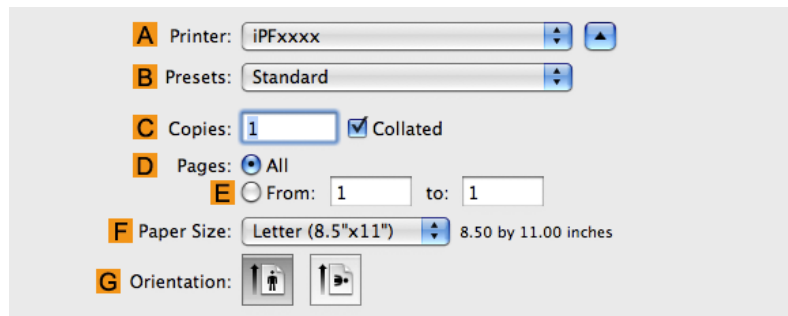 A Printer: iPFxxxx
B Presets: Standard
C Copies: 1 Collated
D Pages: All
E From: 1 to: 1
F Paper Size: Letter (8.5"x11") 8.50 by 11.00 inches
G Orientation: